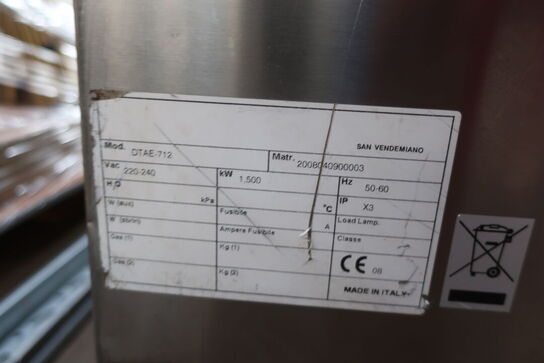 SAN VENDEMIANO
Mod. DTAE-712 Matr. 2008040900003
Vac 220-240 kW 1,500 Hz 50-60
H2O kPa °C IP X3
W (aux) Fusibile A Load Lamp.
W (sbrin) Ampere Fusibile Classe
Gas (1) Kg (1)
Gas (2) Kg (2) CE 08
MADE IN ITALY